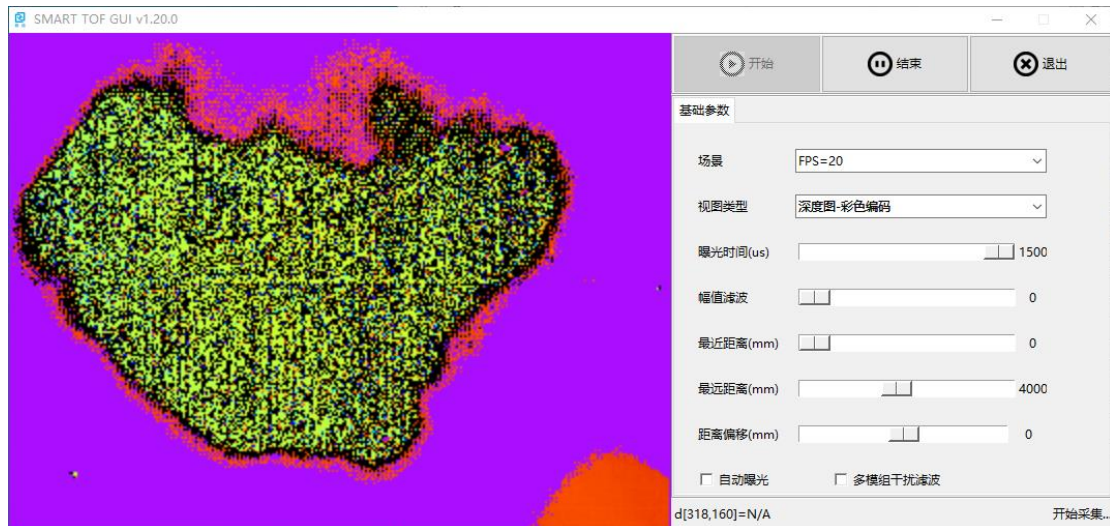 SMART TOF GUI v1.20.0
开始
结束
退出
基础参数
场景 FPS=20
视图类型 深度图-彩色编码
曝光时间(us) 1500
幅值滤波 0
最近距离(mm) 0
最远距离(mm) 4000
距离偏移(mm) 0
自动曝光 多模组干扰滤波
d[318,160]=N/A 开始采集...